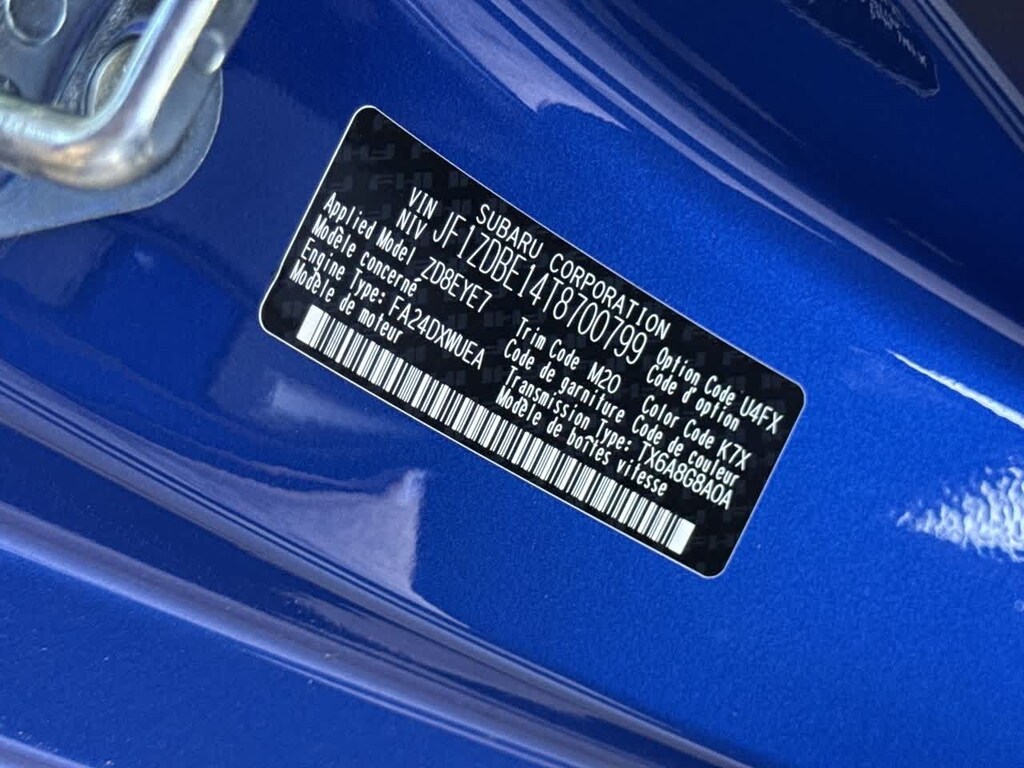 SUBARU CORPORATION
VIN JF1ZDBE14T8700799
NIV
Applied Model ZD8EYE7
Modèle concerné
Option Code U4FX
Code d'option
Trim Code M20 Color Code K7X
Code de garniture Code de couleur
Engine Type: FA24DXWUEA
Modèle de moteur
Transmission Type: TX6A8G8AOA
Modèle de boîtes vitesse